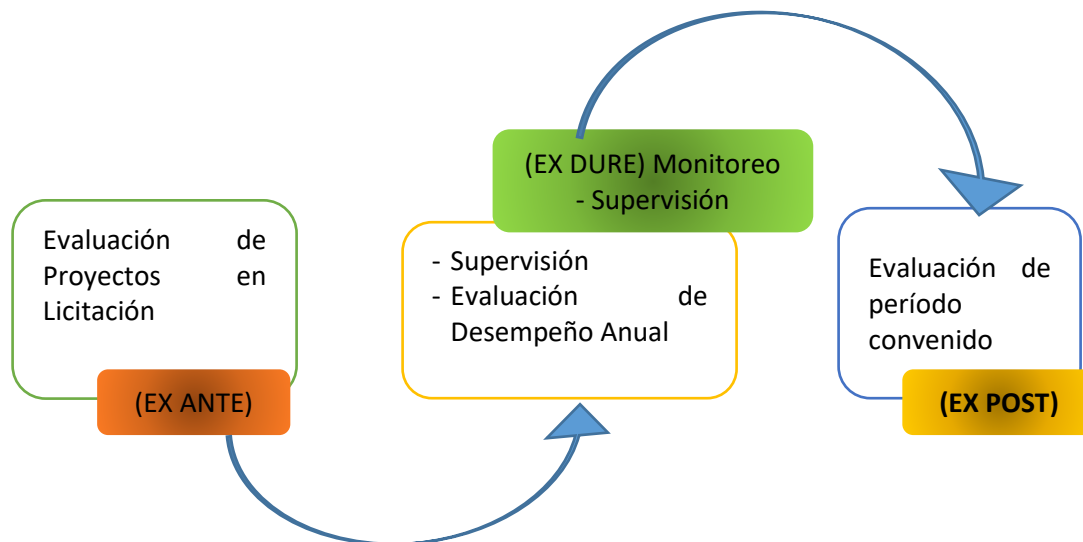 Evaluación de
Proyectos en
Licitación
(EX ANTE)
(EX DURE) Monitoreo
- Supervisión
- Supervisión
- Evaluación de
Desempeño Anual
Evaluación de
período
convenido
(EX POST)